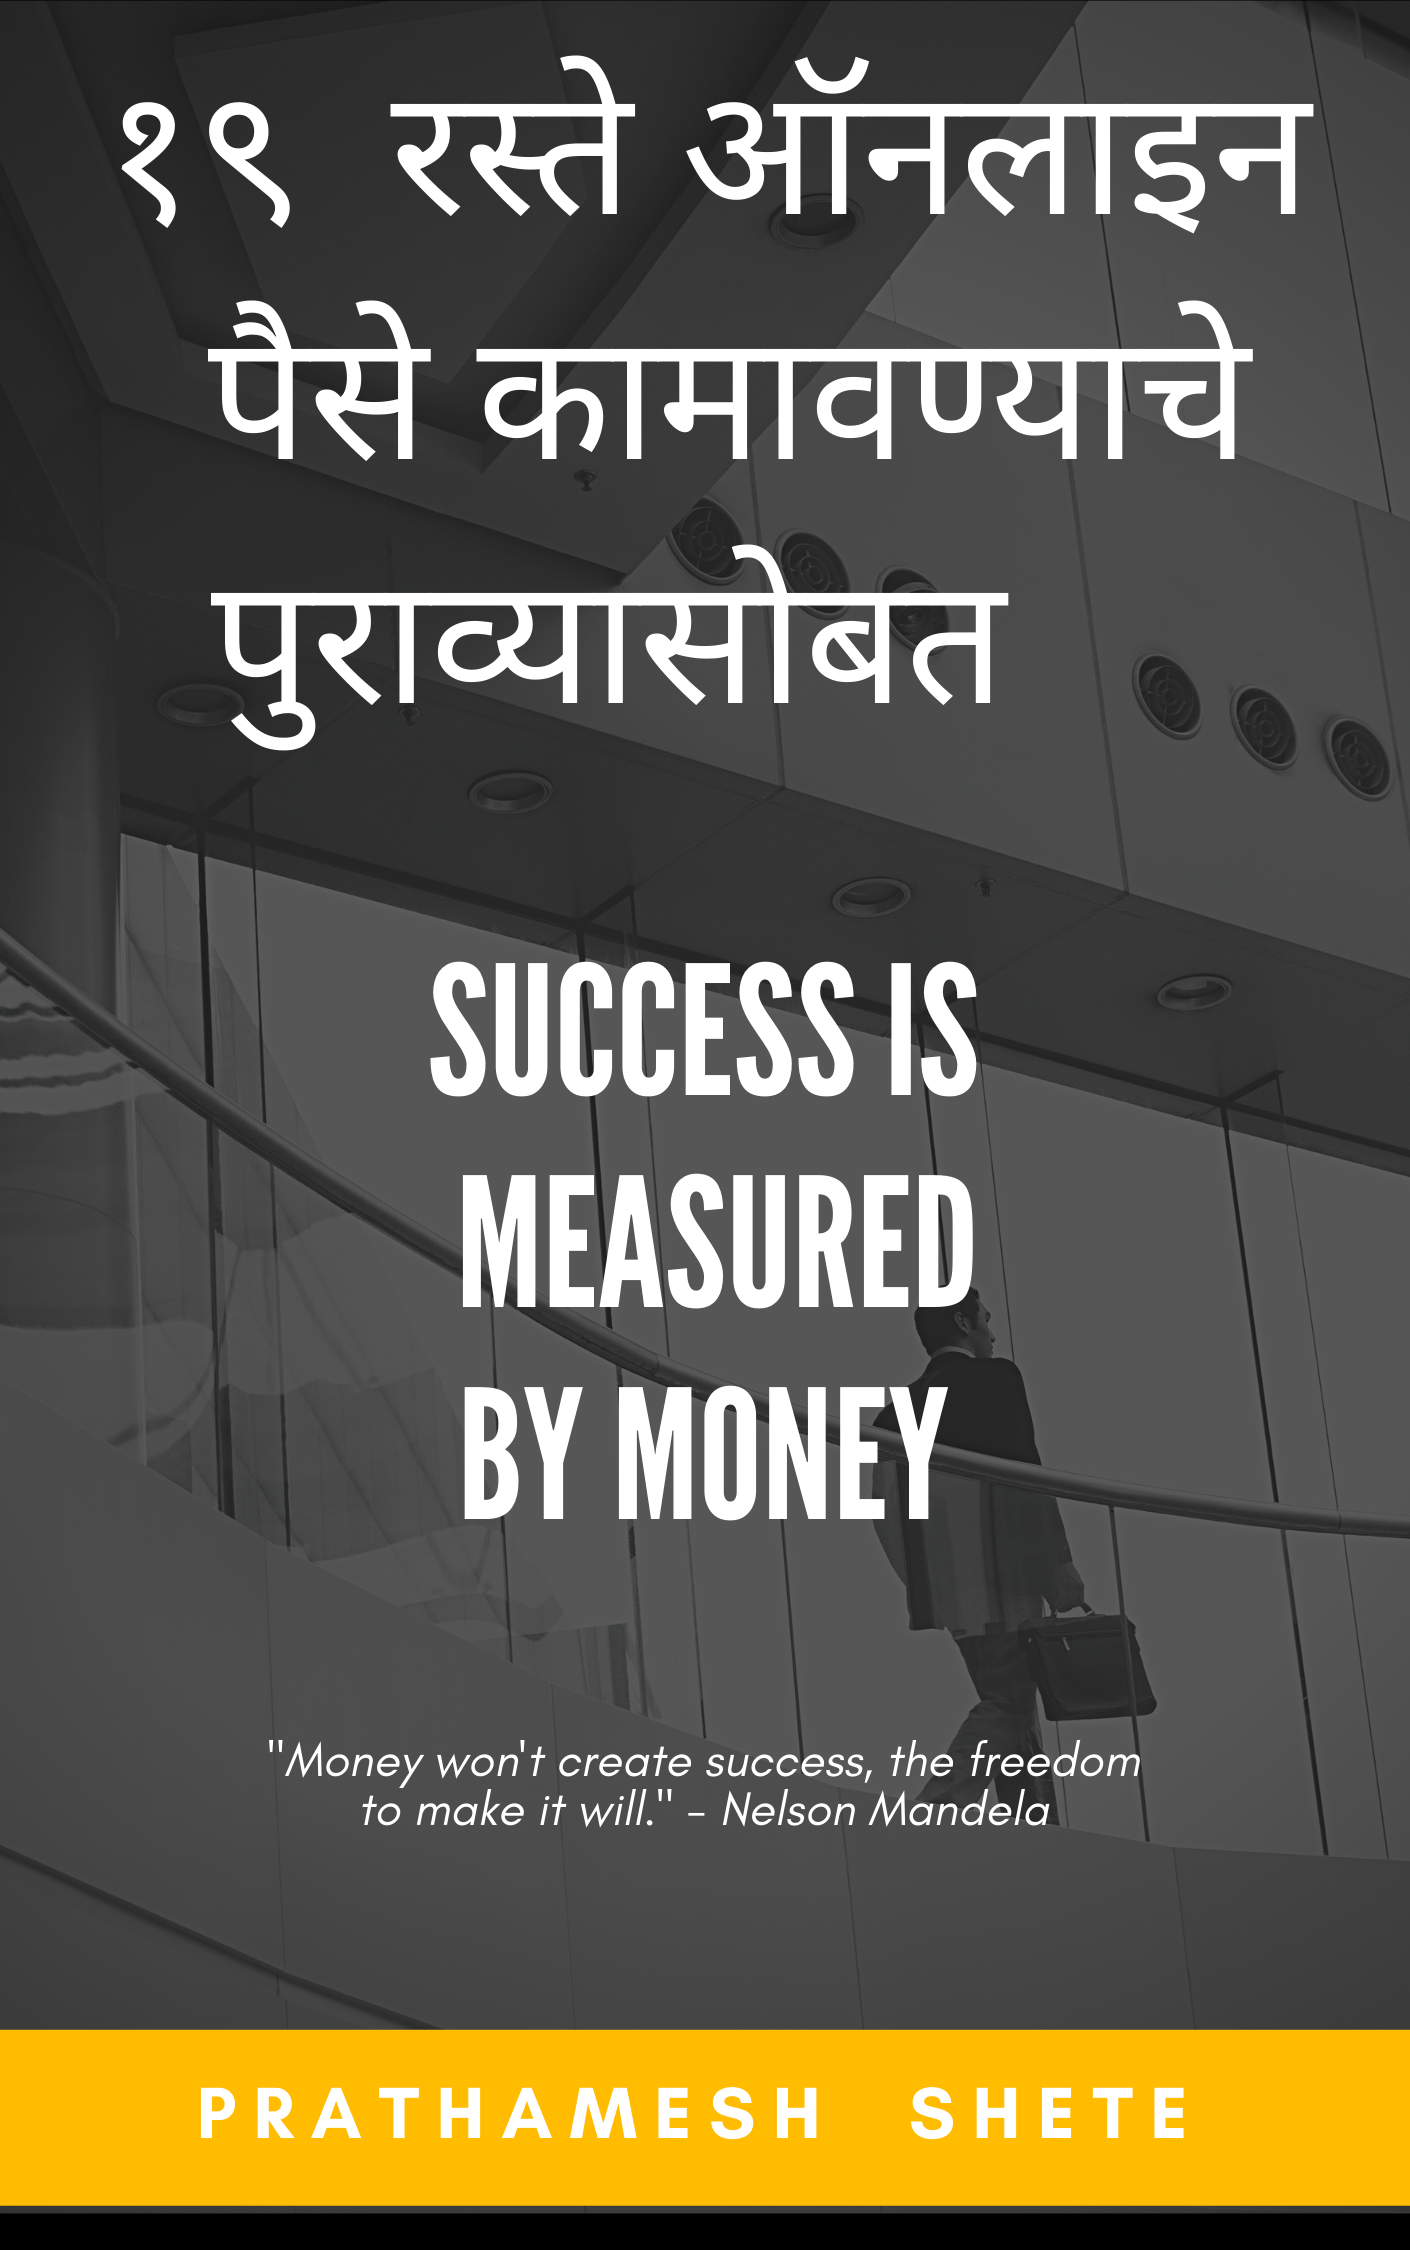 १९ रस्ते ऑनलाइन
पैसे कामावण्याचे
पुराव्यासोबत
SUCCESS IS
MEASURED
BY MONEY
"Money won't create success, the freedom
to make it will." - Nelson Mandela
PRATHAMESH SHETE